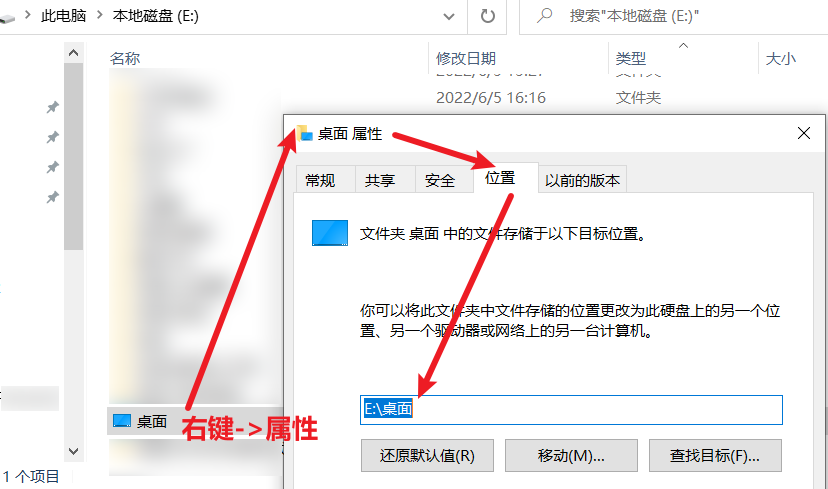 此电脑 > 本地磁盘 (E:)
搜索"本地磁盘 (E:)"
名称
修改日期
类型
大小
2022/6/5 16:16
文件夹
桌面 属性
常规
共享
安全
位置
以前的版本
文件夹 桌面 中的文件存储于以下目标位置。
你可以将此文件夹中文件存储的位置更改为此硬盘上的另一个位
置、另一个驱动器或网络上的另一台计算机。
E:\桌面
桌面
右键->属性
还原默认值(R)
移动(M)...
查找目标(F)...
1 个项目